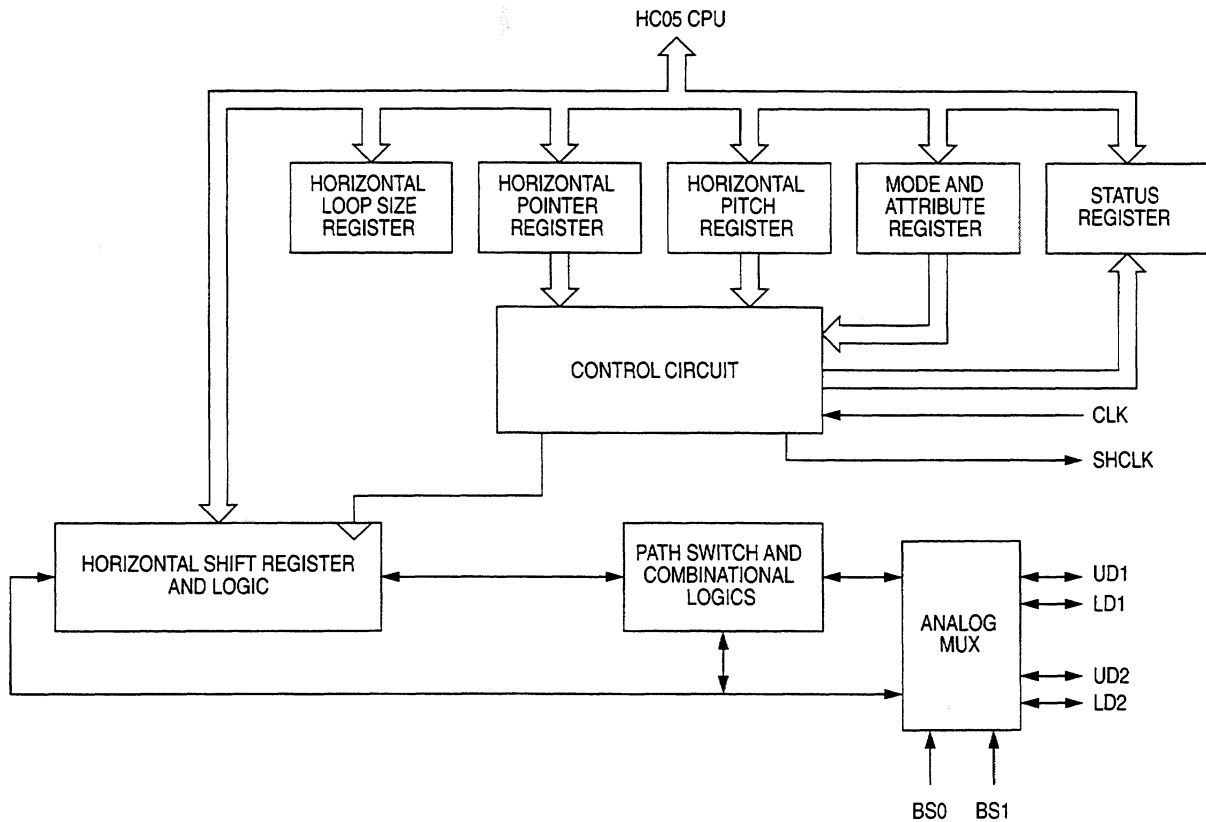 HC05 CPU
HORIZONTAL
LOOP SIZE
REGISTER
HORIZONTAL
POINTER
REGISTER
HORIZONTAL
PITCH
REGISTER
MODE AND
ATTRIBUTE
REGISTER
STATUS
REGISTER
CONTROL CIRCUIT
CLK
SHCLK
HORIZONTAL SHIFT REGISTER
AND LOGIC
PATH SWITCH AND
COMBINATIONAL
LOGICS
ANALOG
MUX
UD1
LD1
UD2
LD2
BS0
BS1